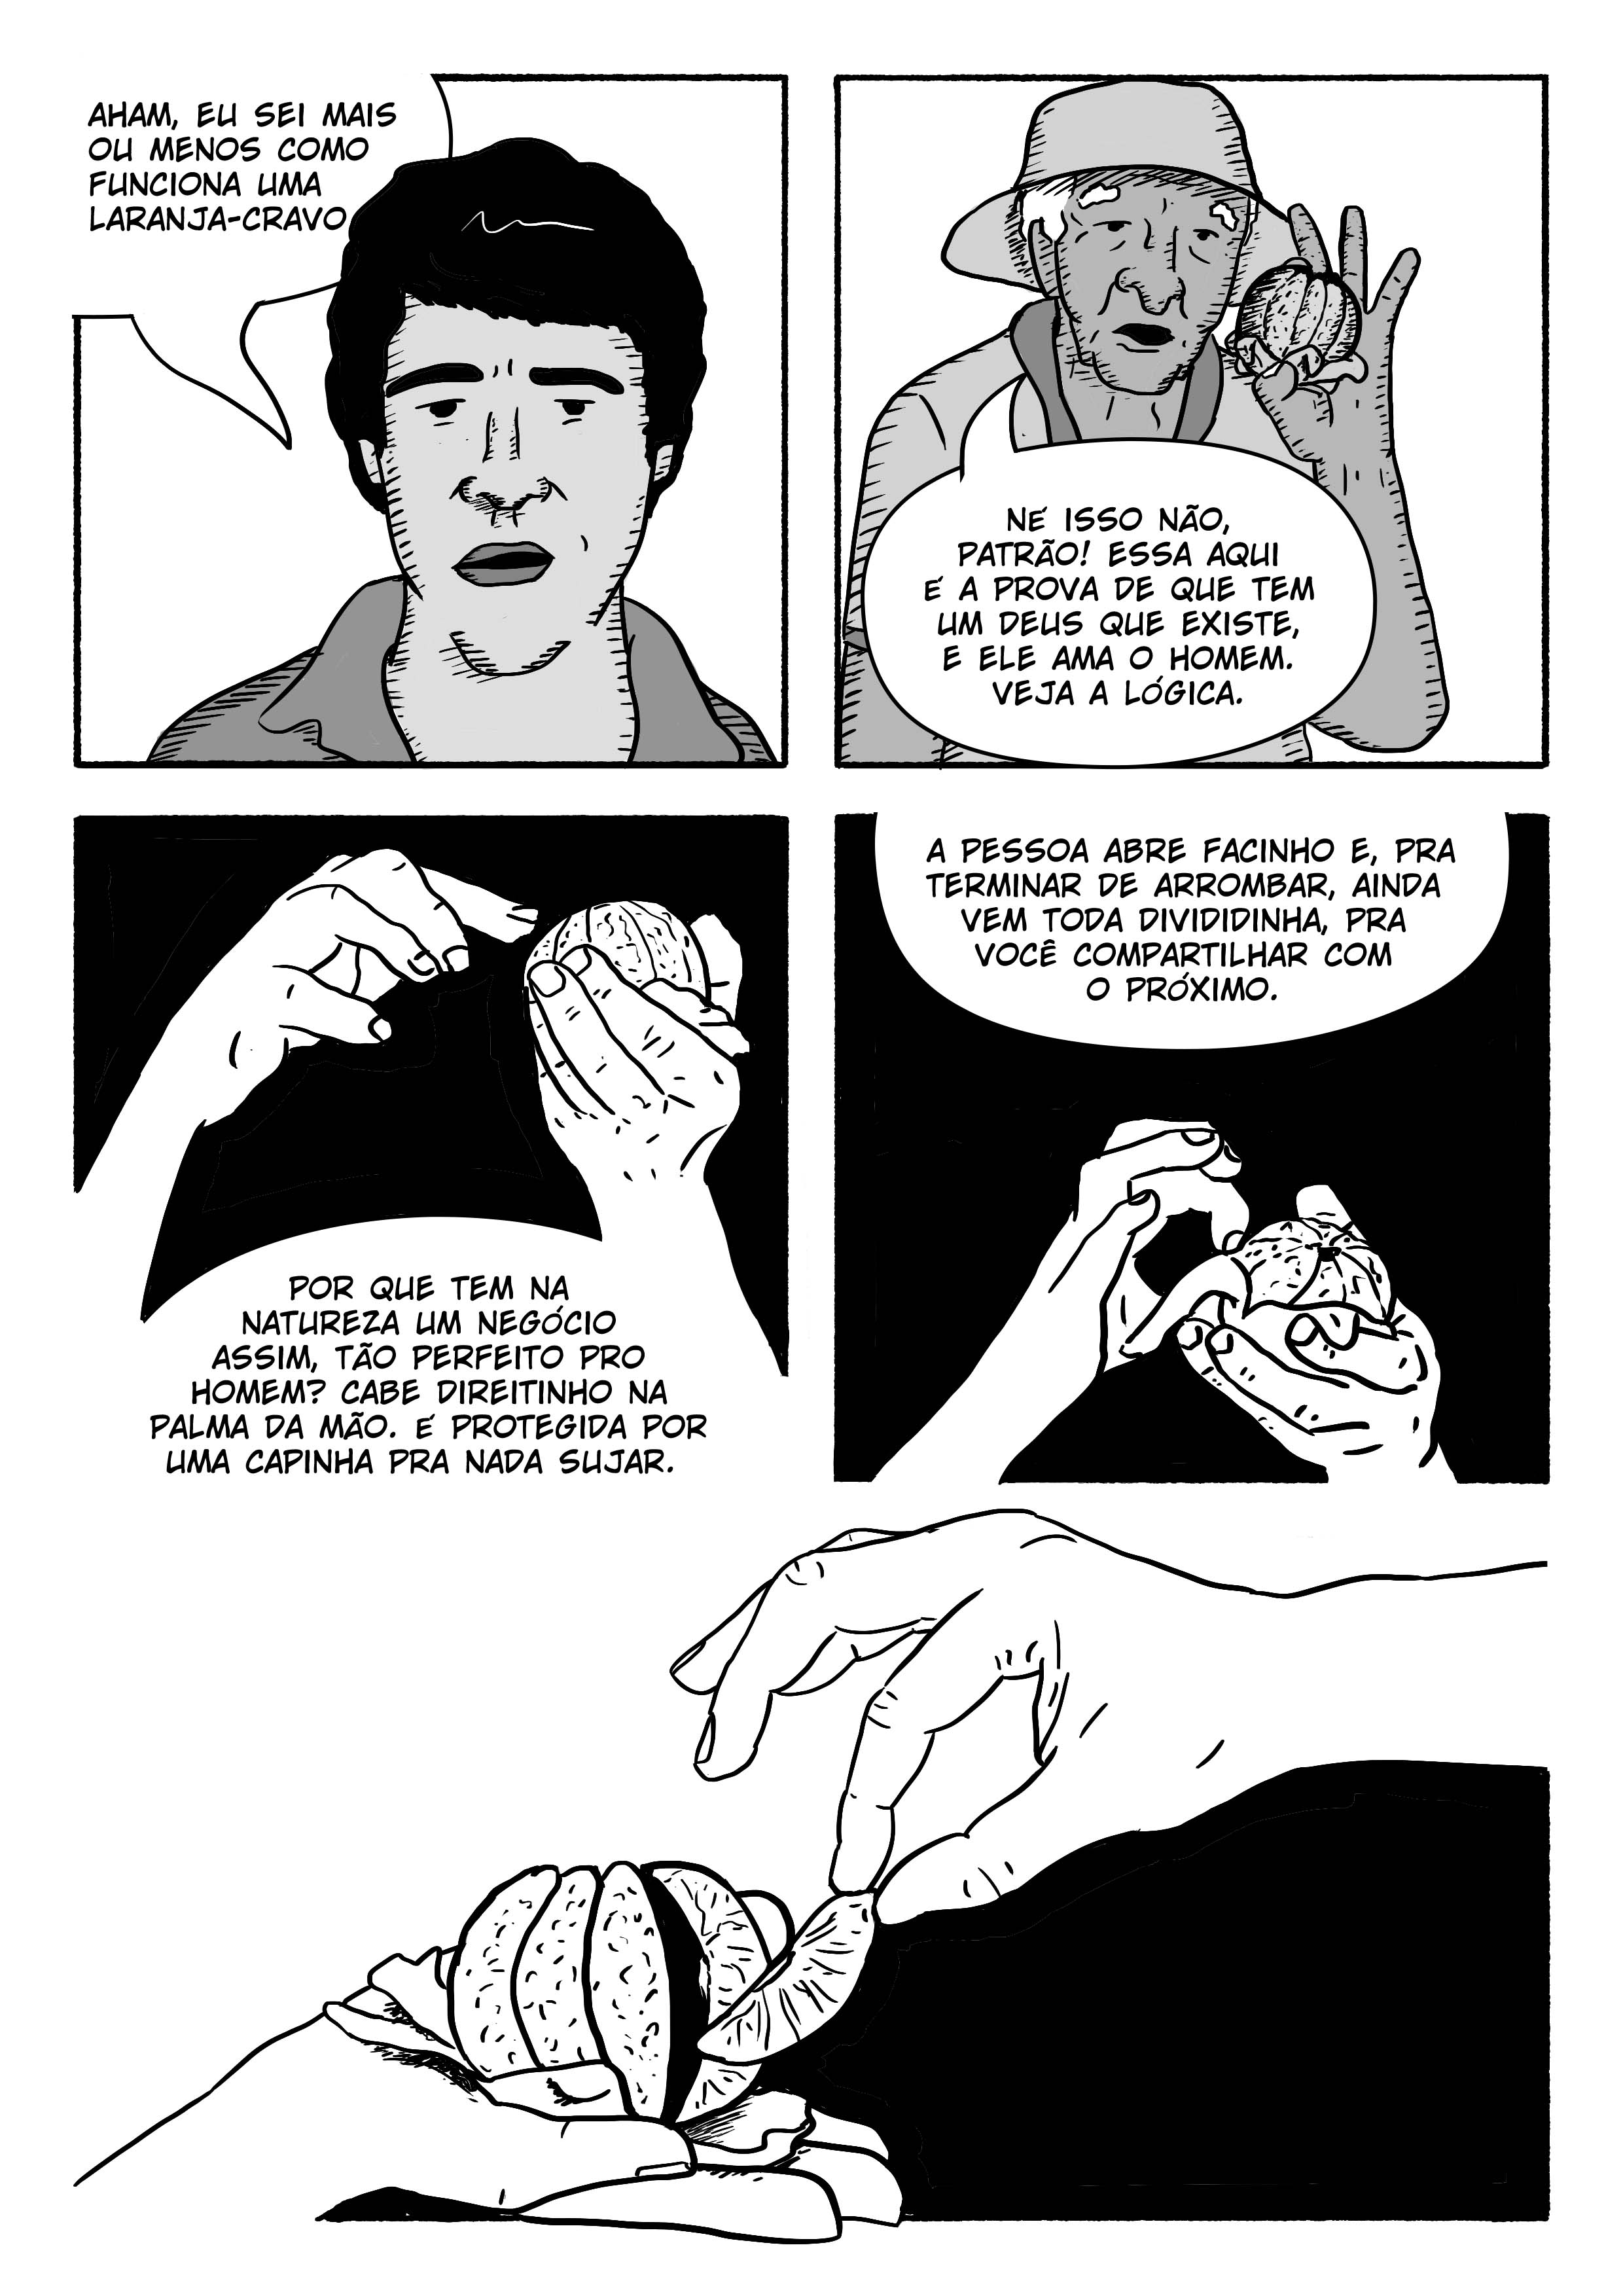 AHAM, EU SEI MAIS
OU MENOS COMO
FUNCIONA UMA
LARANJA-CRAVO
NÉ ISSO NÃO,
PATRÃO! ESSA AQUI
É A PROVA DE QUE TEM
UM DEUS QUE EXISTE,
E ELE AMA O HOMEM.
VEJA A LÓGICA.
POR QUE TEM NA
NATUREZA UM NEGÓCIO
ASSIM, TÃO PERFEITO PRO
HOMEM? CABE DIREITINHO NA
PALMA DA MÃO. É PROTEGIDA POR
UMA CAPINHA PRA NADA SUJAR.
A PESSOA ABRE FACINHO E, PRA
TERMINAR DE ARROMBAR, AINDA
VEM TODA DIVIDIDINHA, PRA
VOCÊ COMPARTILHAR COM
O PRÓXIMO.